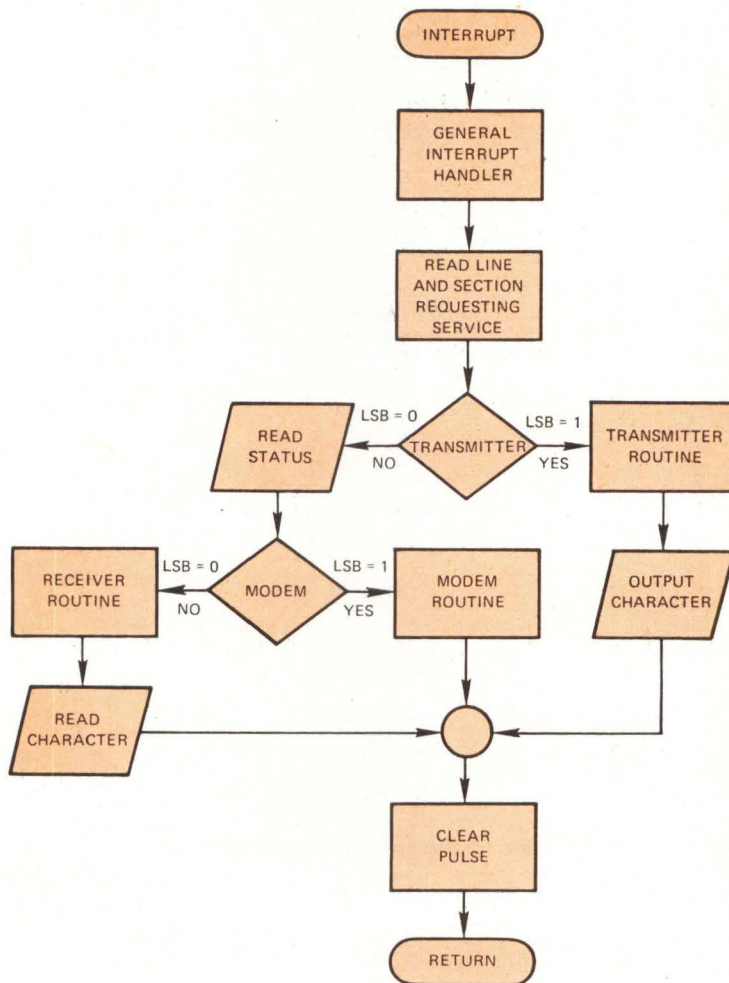 INTERRUPT
GENERAL
INTERRUPT
HANDLER
READ LINE
AND SECTION
REQUESTING
SERVICE
LSB = 0
LSB = 1
READ
STATUS
NO
TRANSMITTER
YES
TRANSMITTER
ROUTINE
RECEIVER
ROUTINE
LSB = 0
NO
MODEM
LSB = 1
YES
MODEM
ROUTINE
OUTPUT
CHARACTER
READ
CHARACTER
CLEAR
PULSE
RETURN